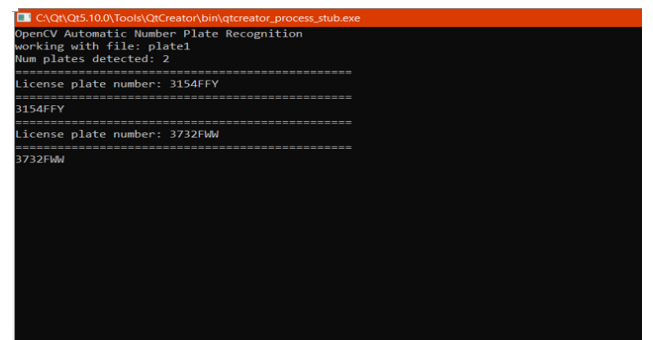 C:\Qt\Qt5.10.0\Tools\QtCreator\bin\qtcreator_process_stub.exe
OpenCV Automatic Number Plate Recognition
working with file: plate1
Num plates detected: 2
================================================
License plate number: 3154FFY
================================================
3154FFY
================================================
License plate number: 3732FWW
================================================
3732FWW